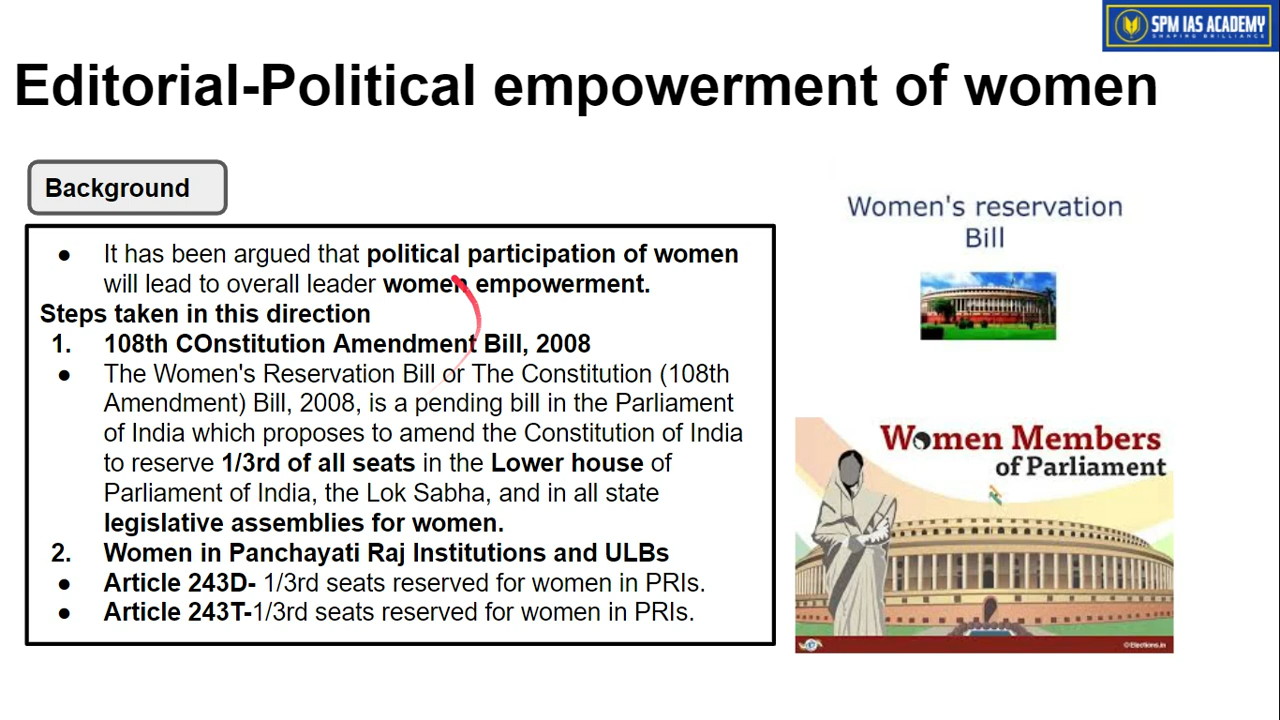 SPM IAS ACADEMY
SHAPING BRILLIANCE
Editorial-Political empowerment of women
Background
● It has been argued that political participation of women
will lead to overall leader women empowerment.
Steps taken in this direction
1. 108th COnstitution Amendment Bill, 2008
● The Women's Reservation Bill or The Constitution (108th
Amendment) Bill, 2008, is a pending bill in the Parliament
of India which proposes to amend the Constitution of India
to reserve 1/3rd of all seats in the Lower house of
Parliament of India, the Lok Sabha, and in all state
legislative assemblies for women.
2. Women in Panchayati Raj Institutions and ULBs
● Article 243D- 1/3rd seats reserved for women in PRIs.
● Article 243T-1/3rd seats reserved for women in PRIs.
Women's reservation
Bill
Women Members
of Parliament
©Elections.in